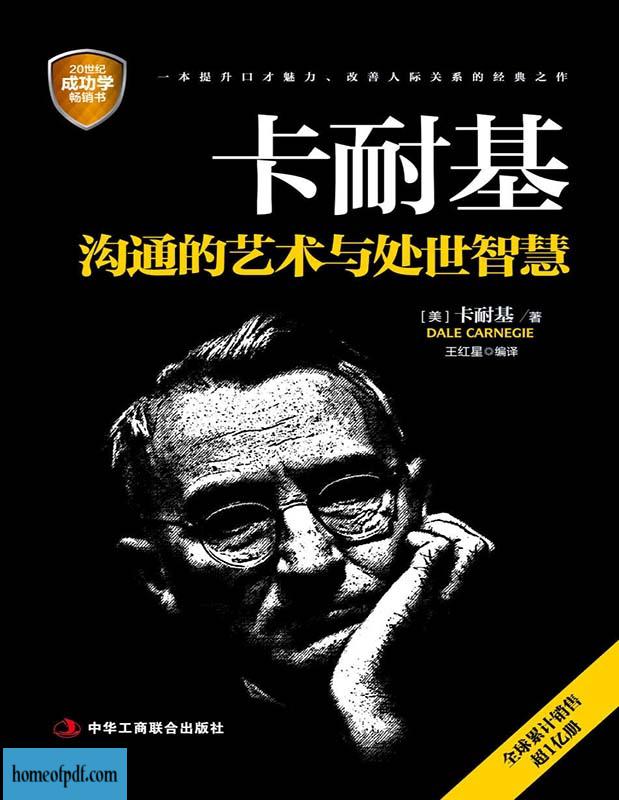 20世纪
成功学
畅销书
一本提升口才魅力、改善人际关系的经典之作
卡耐基
沟通的艺术与处世智慧
[美] 卡耐基 / 著
DALE CARNEGIE
王红星◎编译
全球累计销售
超1亿册
中华工商联合出版社
homeofpdf.com